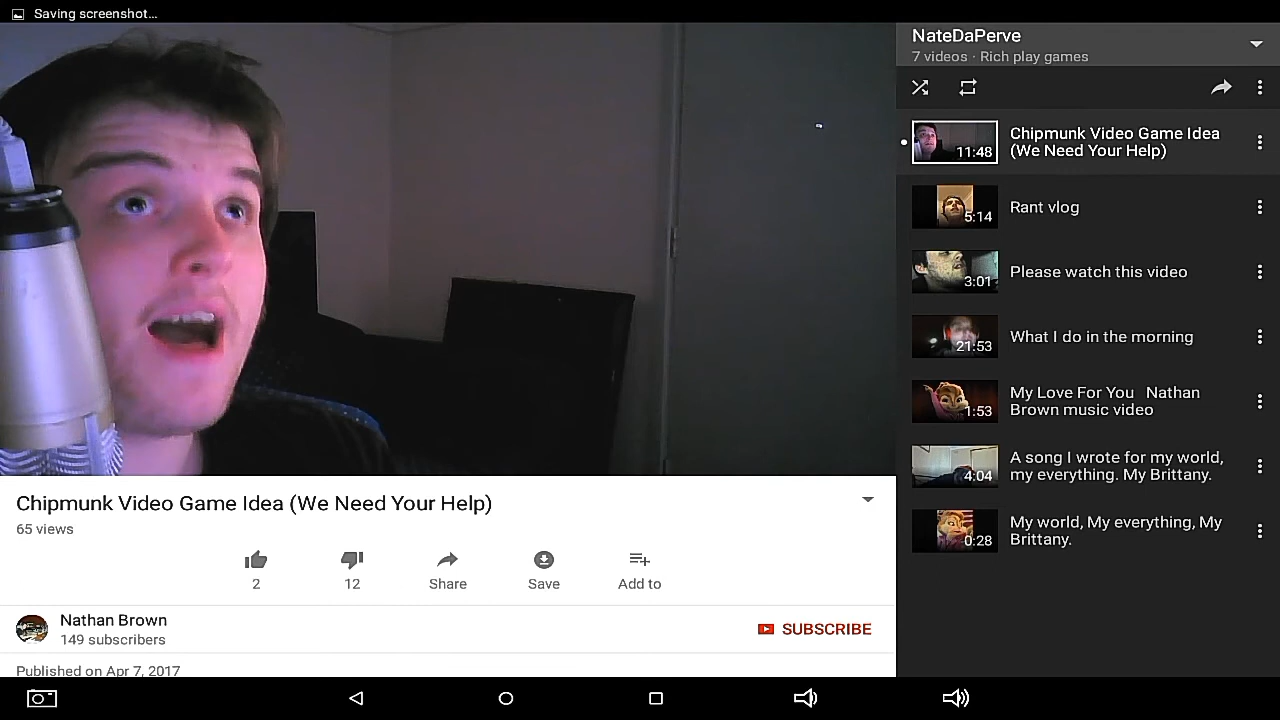 Saving screenshot...
NateDaPerve
7 videos · Rich play games
11:48
Chipmunk Video Game Idea
(We Need Your Help)
5:14
Rant vlog
3:01
Please watch this video
21:53
What I do in the morning
1:53
My Love For You Nathan
Brown music video
4:04
A song I wrote for my world,
my everything. My Brittany.
0:28
My world, My everything, My
Brittany.
Chipmunk Video Game Idea (We Need Your Help)
65 views
2
12
Share
Save
Add to
Nathan Brown
149 subscribers
SUBSCRIBE
Published on Apr 7, 2017